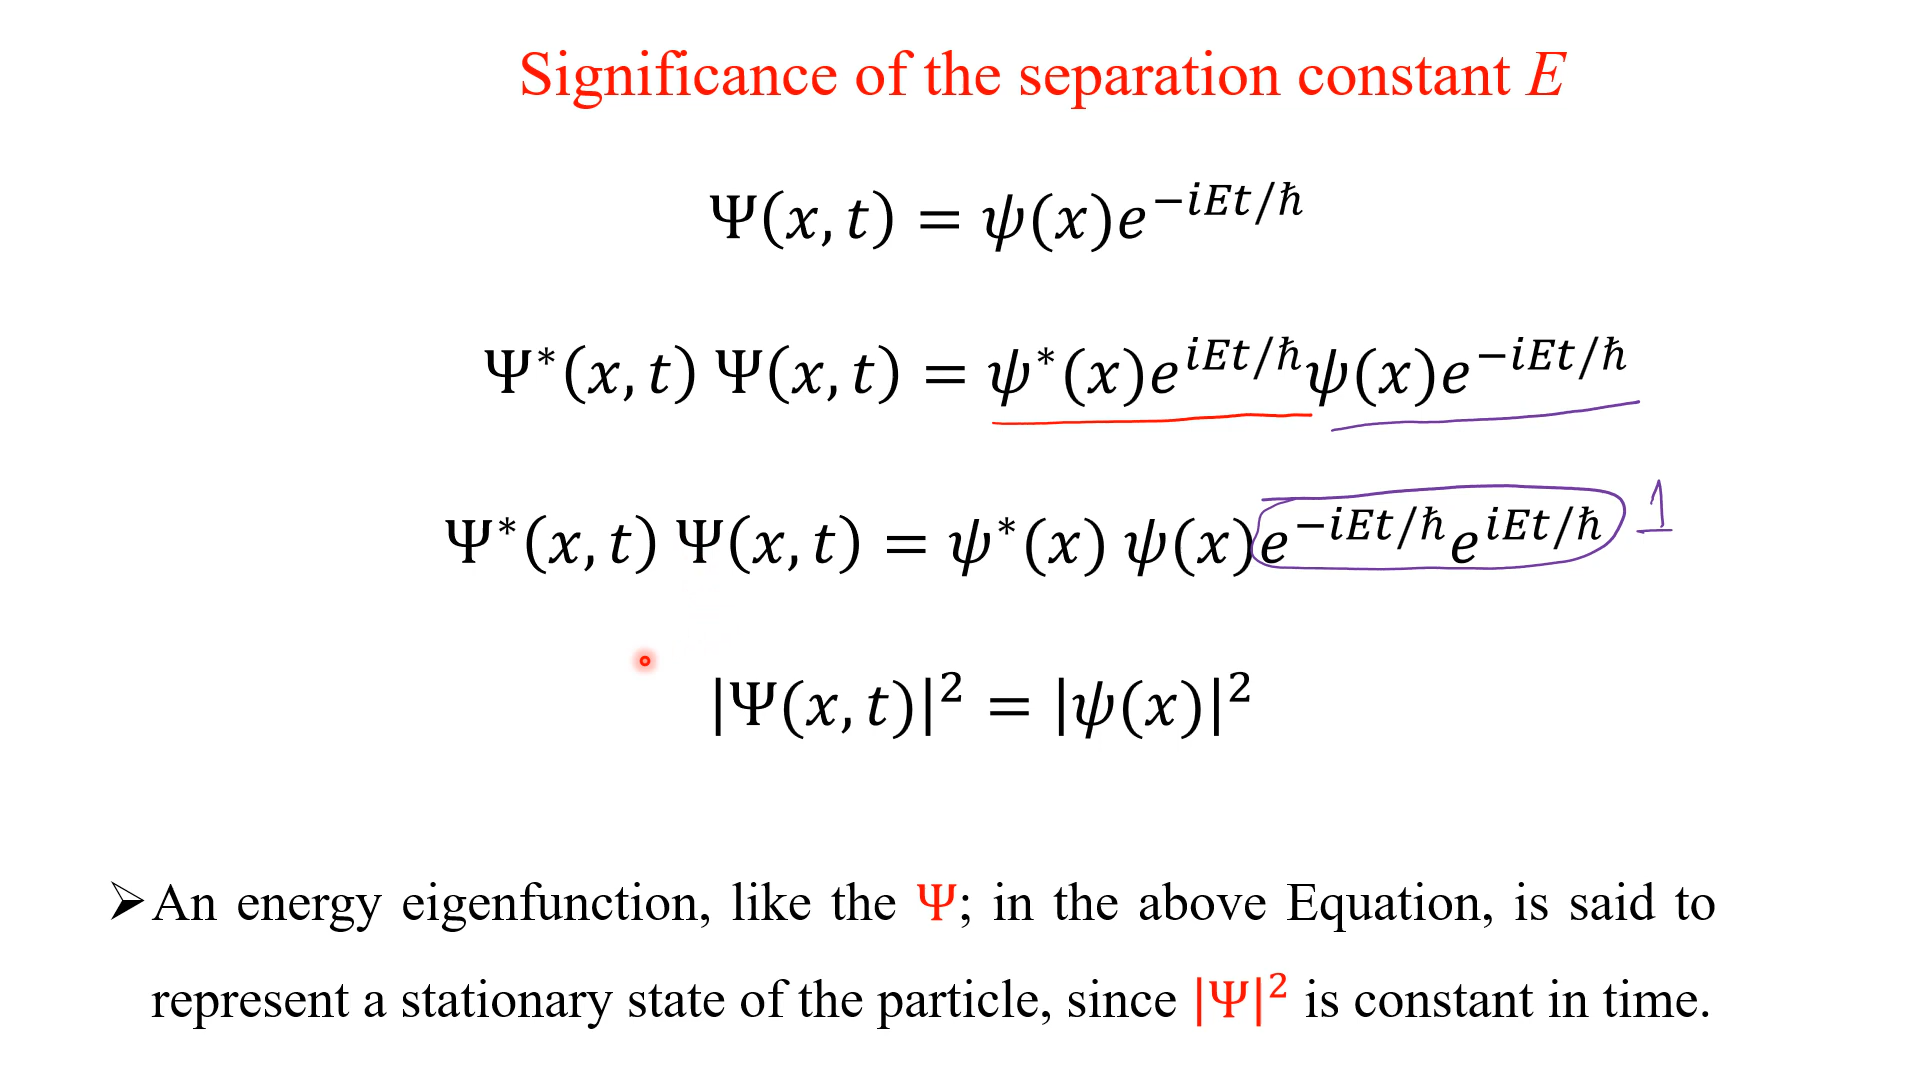 Significance of the separation constant E
Ψ(x, t) = ψ(x)e^{−iEt/ħ}
Ψ*(x, t) Ψ(x, t) = ψ*(x)e^{iEt/ħ}ψ(x)e^{−iEt/ħ}
Ψ*(x, t) Ψ(x, t) = ψ*(x) ψ(x)e^{−iEt/ħ}e^{iEt/ħ} 1
|Ψ(x, t)|² = |ψ(x)|²
➢An energy eigenfunction, like the Ψ; in the above Equation, is said to
represent a stationary state of the particle, since |Ψ|² is constant in time.